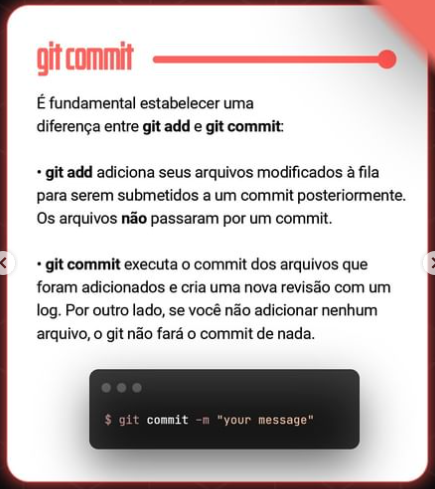 git commit
É fundamental estabelecer uma
diferença entre git add e git commit:
• git add adiciona seus arquivos modificados à fila
para serem submetidos a um commit posteriormente.
Os arquivos não passaram por um commit.
• git commit executa o commit dos arquivos que
foram adicionados e cria uma nova revisão com um
log. Por outro lado, se você não adicionar nenhum
arquivo, o git não fará o commit de nada.
$ git commit -m "your message"